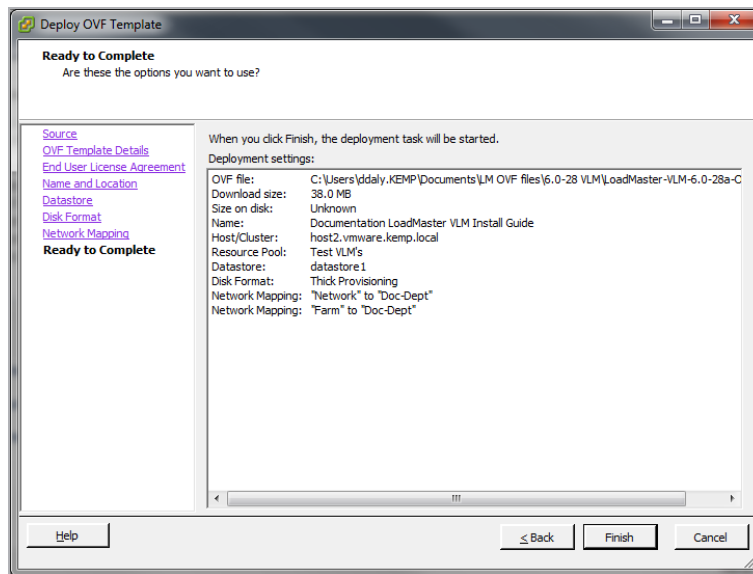 Deploy OVF Template
Ready to Complete
Are these the options you want to use?
Source
OVF Template Details
End User License Agreement
Name and Location
Datastore
Disk Format
Network Mapping
Ready to Complete
When you click Finish, the deployment task will be started.
Deployment settings:
OVF file: C:\Users\ddaly.KEMP\Documents\LM OVF files\6.0-28 VLM\LoadMaster-VLM-6.0-28a-O
Download size: 38.0 MB
Size on disk: Unknown
Name: Documentation LoadMaster VLM Install Guide
Host/Cluster: host2.vmware.kemp.local
Resource Pool: Test VLM's
Datastore: datastore1
Disk Format: Thick Provisioning
Network Mapping: "Network" to "Doc-Dept"
Network Mapping: "Farm" to "Doc-Dept"
Help
< Back
Finish
Cancel